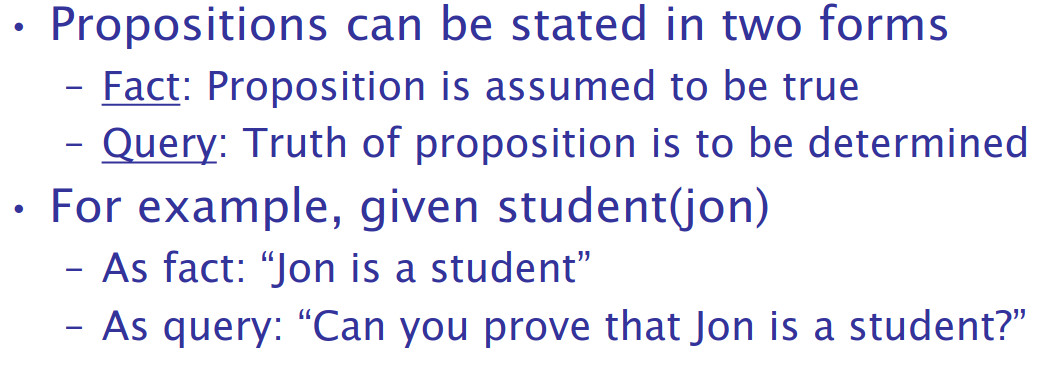 • Propositions can be stated in two forms
– Fact: Proposition is assumed to be true
– Query: Truth of proposition is to be determined
• For example, given student(jon)
– As fact: “Jon is a student”
– As query: “Can you prove that Jon is a student?”